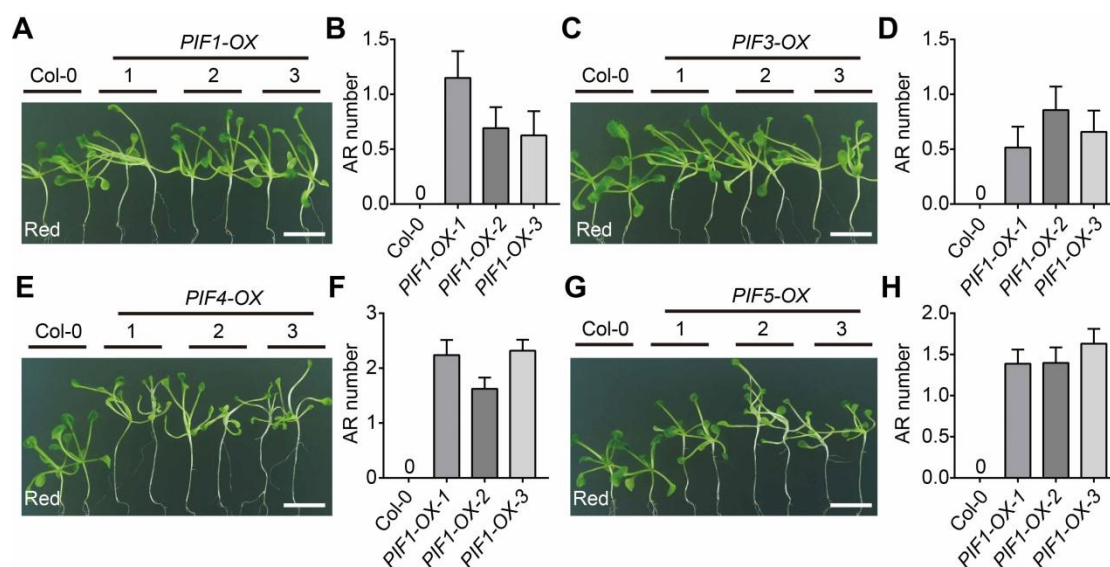 A
PIF1-OX
Col-0 1 2 3
Red
B
AR number
1.5
1.0
0.5
0.0
0
Col-0
PIF1-OX-1
PIF1-OX-2
PIF1-OX-3
C
PIF3-OX
Col-0 1 2 3
Red
D
AR number
1.5
1.0
0.5
0.0
0
Col-0
PIF1-OX-1
PIF1-OX-2
PIF1-OX-3
E
PIF4-OX
Col-0 1 2 3
Red
F
AR number
3
2
1
0
0
Col-0
PIF1-OX-1
PIF1-OX-2
PIF1-OX-3
G
PIF5-OX
Col-0 1 2 3
Red
H
AR number
2.0
1.5
1.0
1.5
0.0
0
Col-0
PIF1-OX-1
PIF1-OX-2
PIF1-OX-3